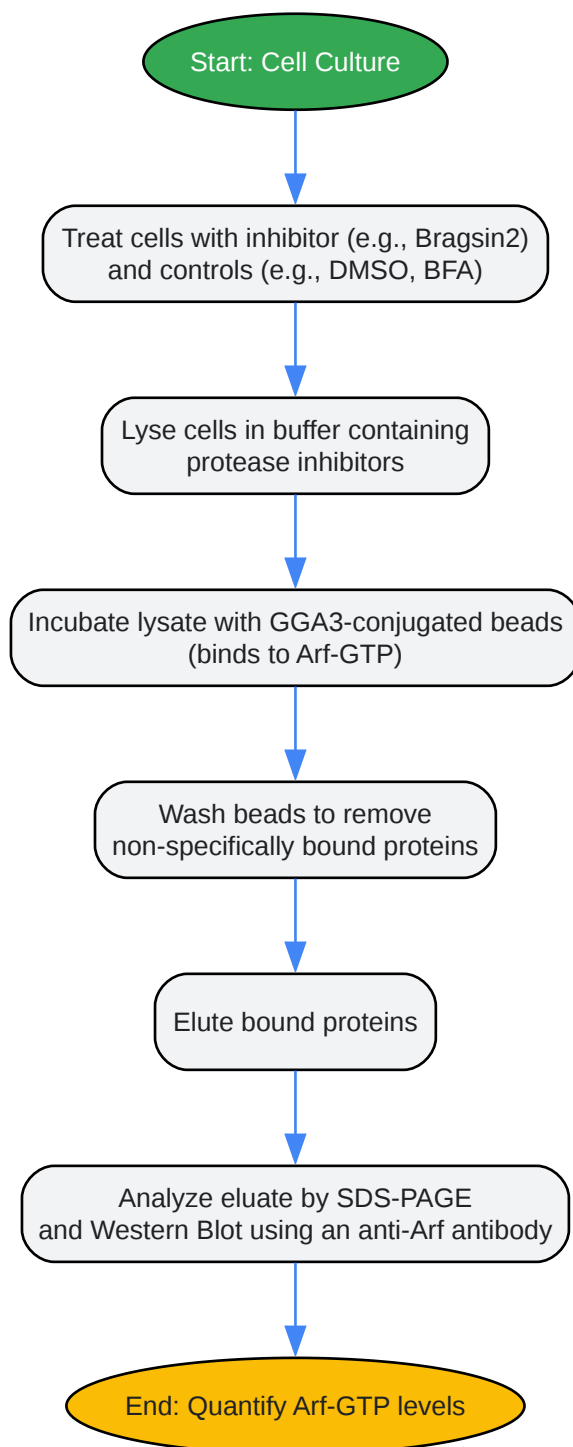 Start: Cell Culture
Treat cells with inhibitor (e.g., Bragsin2)
and controls (e.g., DMSO, BFA)
Lyse cells in buffer containing
protease inhibitors
Incubate lysate with GGA3-conjugated beads
(binds to Arf-GTP)
Wash beads to remove
non-specifically bound proteins
Elute bound proteins
Analyze eluate by SDS-PAGE
and Western Blot using an anti-Arf antibody
End: Quantify Arf-GTP levels